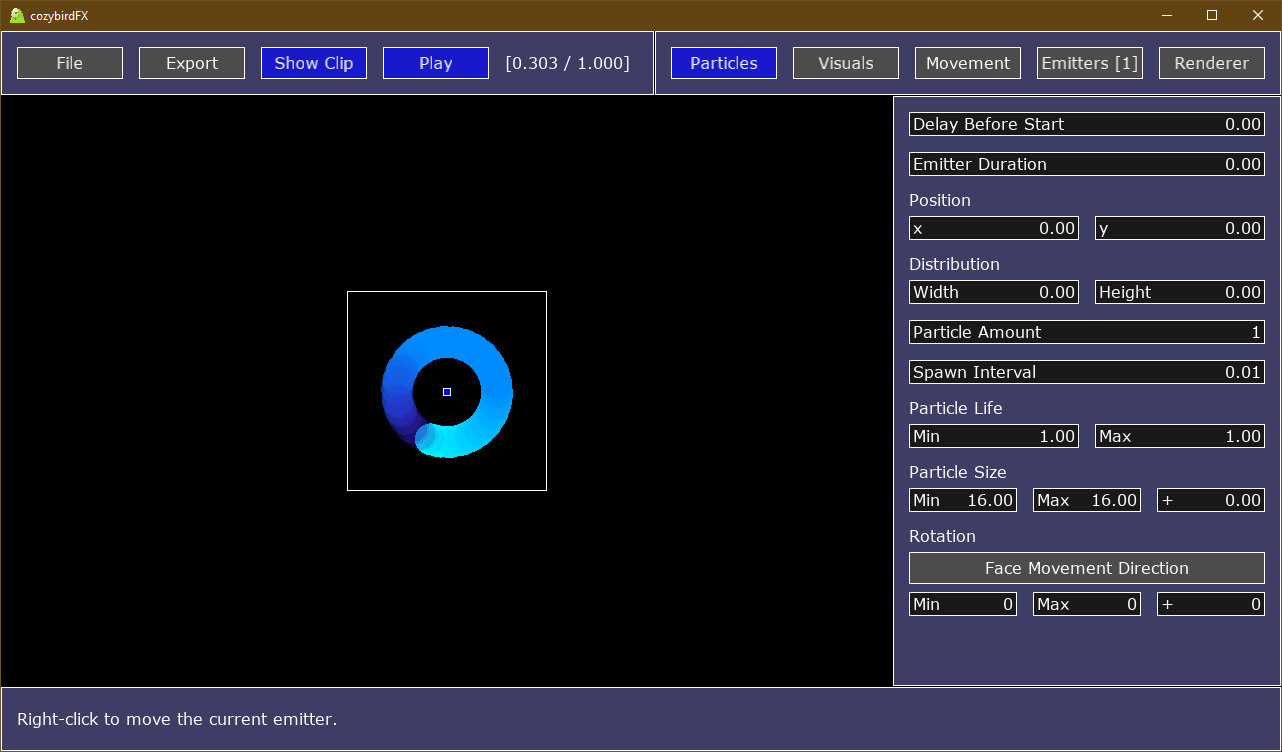 cozybirdFX
File Export Show Clip Play [0.303 / 1.000] Particles Visuals Movement Emitters [1] Renderer
Delay Before Start 0.00
Emitter Duration 0.00
Position
x 0.00 y 0.00
Distribution
Width 0.00 Height 0.00
Particle Amount 1
Spawn Interval 0.01
Particle Life
Min 1.00 Max 1.00
Particle Size
Min 16.00 Max 16.00 + 0.00
Rotation
Face Movement Direction
Min 0 Max 0 + 0
Right-click to move the current emitter.